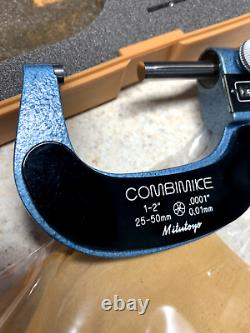 COMBIMIKE
1-2" .0001"
25-50mm 0.01mm
Mitutoyo